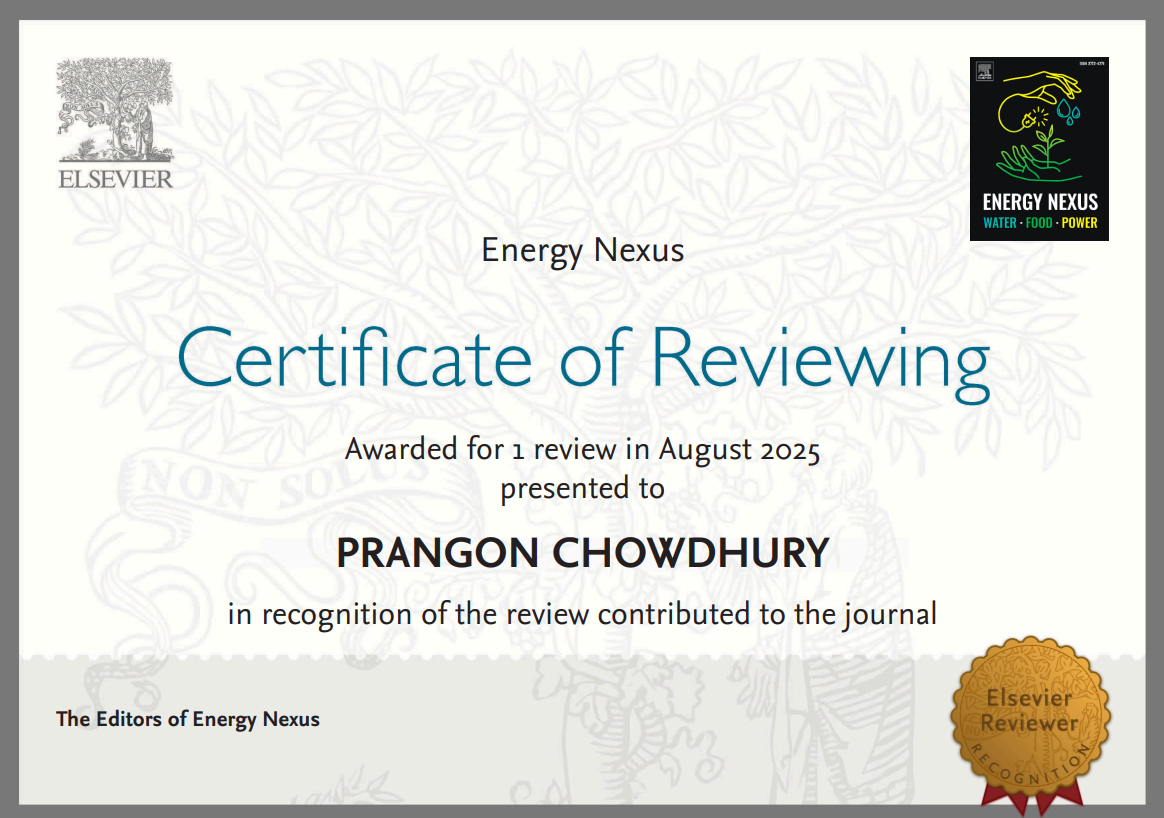 ELSEVIER
ENERGY NEXUS
WATER · FOOD · POWER
Energy Nexus
Certificate of Reviewing
Awarded for 1 review in August 2025
presented to
NON SOLUS
PRANGON CHOWDHURY
in recognition of the review contributed to the journal
The Editors of Energy Nexus
Elsevier
Reviewer
RECOGNITION